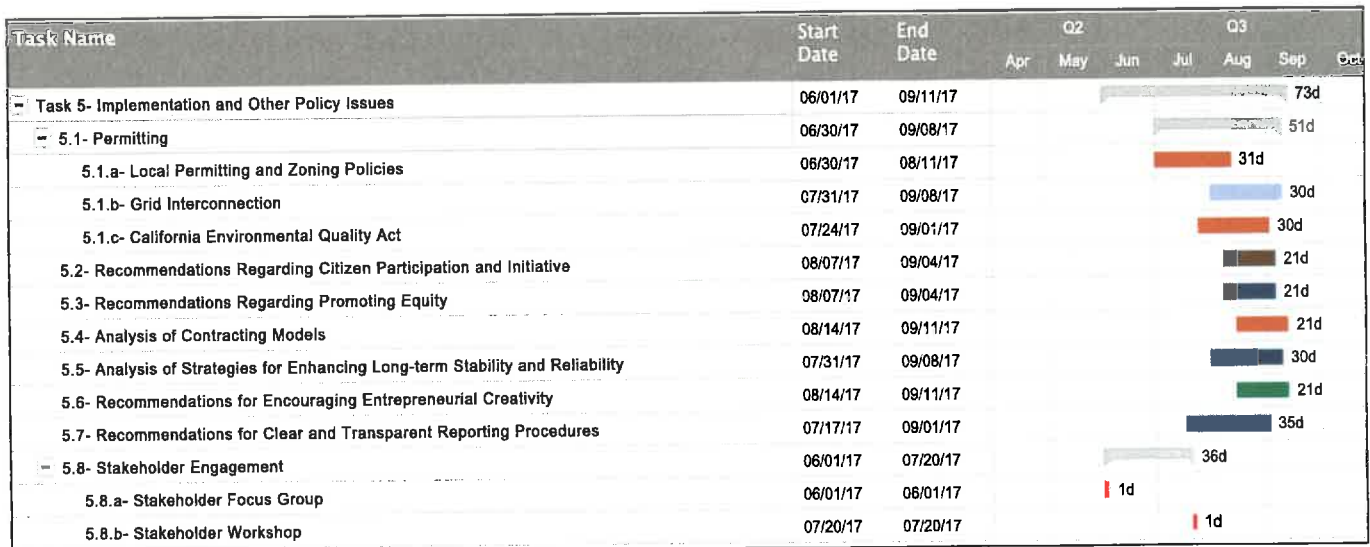 Task Name Start Date End Date Q2 Q3
Apr May Jun Jul Aug Sep Oct
Task 5- Implementation and Other Policy Issues 06/01/17 09/11/17 73d
5.1- Permitting 06/30/17 09/08/17 51d
5.1.a- Local Permitting and Zoning Policies 06/30/17 08/11/17 31d
5.1.b- Grid Interconnection 07/31/17 09/08/17 30d
5.1.c- California Environmental Quality Act 07/24/17 09/01/17 30d
5.2- Recommendations Regarding Citizen Participation and Initiative 08/07/17 09/04/17 21d
5.3- Recommendations Regarding Promoting Equity 08/07/17 09/04/17 21d
5.4- Analysis of Contracting Models 08/14/17 09/11/17 21d
5.5- Analysis of Strategies for Enhancing Long-term Stability and Reliability 07/31/17 09/08/17 30d
5.6- Recommendations for Encouraging Entrepreneurial Creativity 08/14/17 09/11/17 21d
5.7- Recommendations for Clear and Transparent Reporting Procedures 07/17/17 09/01/17 35d
5.8- Stakeholder Engagement 06/01/17 07/20/17 36d
5.8.a- Stakeholder Focus Group 06/01/17 06/01/17 1d
5.8.b- Stakeholder Workshop 07/20/17 07/20/17 1d